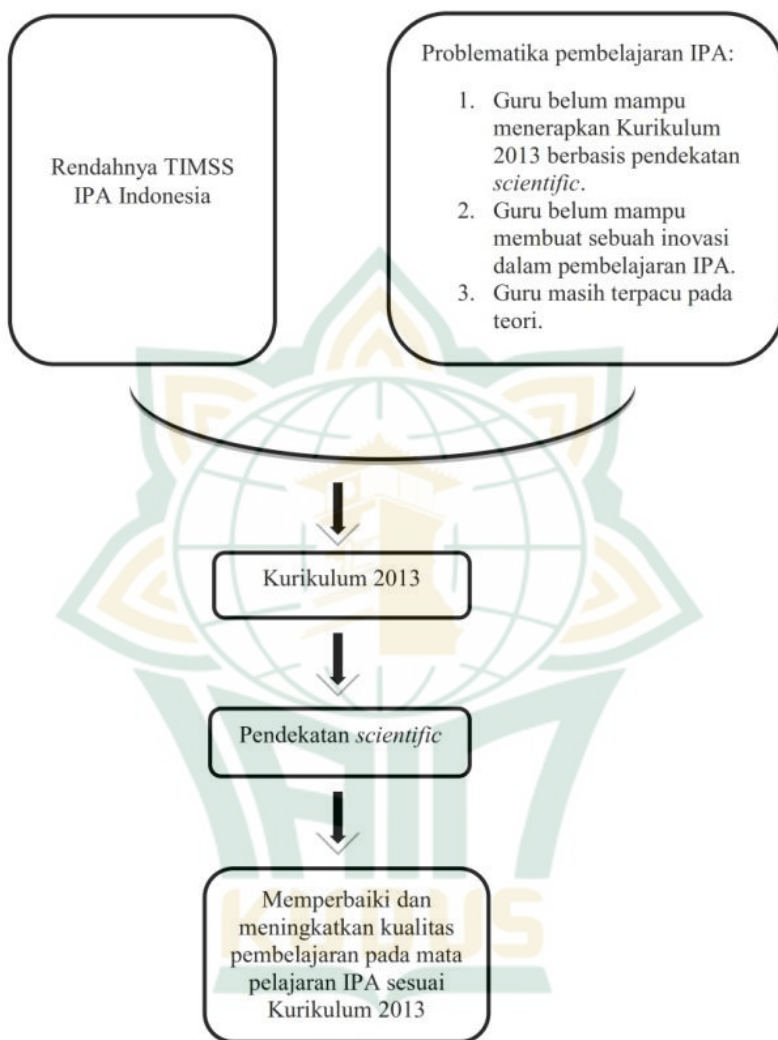 Rendahnya TIMSS
IPA Indonesia
Problematika pembelajaran IPA:
1. Guru belum mampu
menerapkan Kurikulum
2013 berbasis pendekatan
scientific.
2. Guru belum mampu
membuat sebuah inovasi
dalam pembelajaran IPA.
3. Guru masih terpacu pada
teori.
Kurikulum 2013
Pendekatan scientific
Memperbaiki dan
meningkatkan kualitas
pembelajaran pada mata
pelajaran IPA sesuai
Kurikulum 2013
IAIN
KUDUS